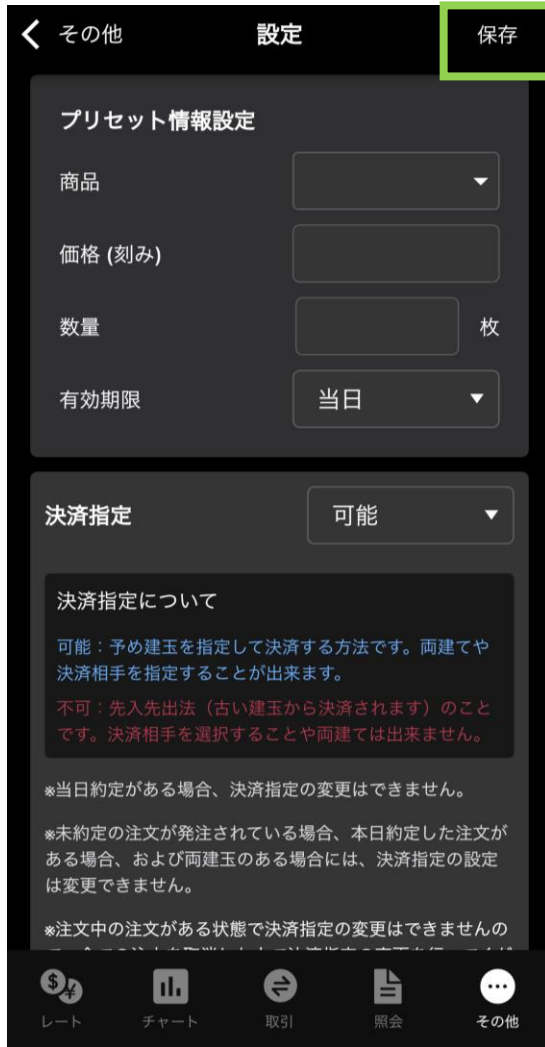 その他
設定
保存
プリセット情報設定
商品
価格 (刻み)
数量
枚
有効期限
当日
決済指定
可能
決済指定について
可能：予め建玉を指定して決済する方法です。両建てや
決済相手を指定することが出来ます。
不可：先入先出法（古い建玉から決済されます）のこと
です。決済相手を選択することや両建ては出来ません。
※当日約定がある場合、決済指定の変更はできません。
※未約定の注文が発注されている場合、本日約定した注文が
ある場合、および両建玉のある場合には、決済指定の設定
は変更できません。
※注文中の注文がある状態で決済指定の変更はできませんの
レート
チャート
取引
照会
その他